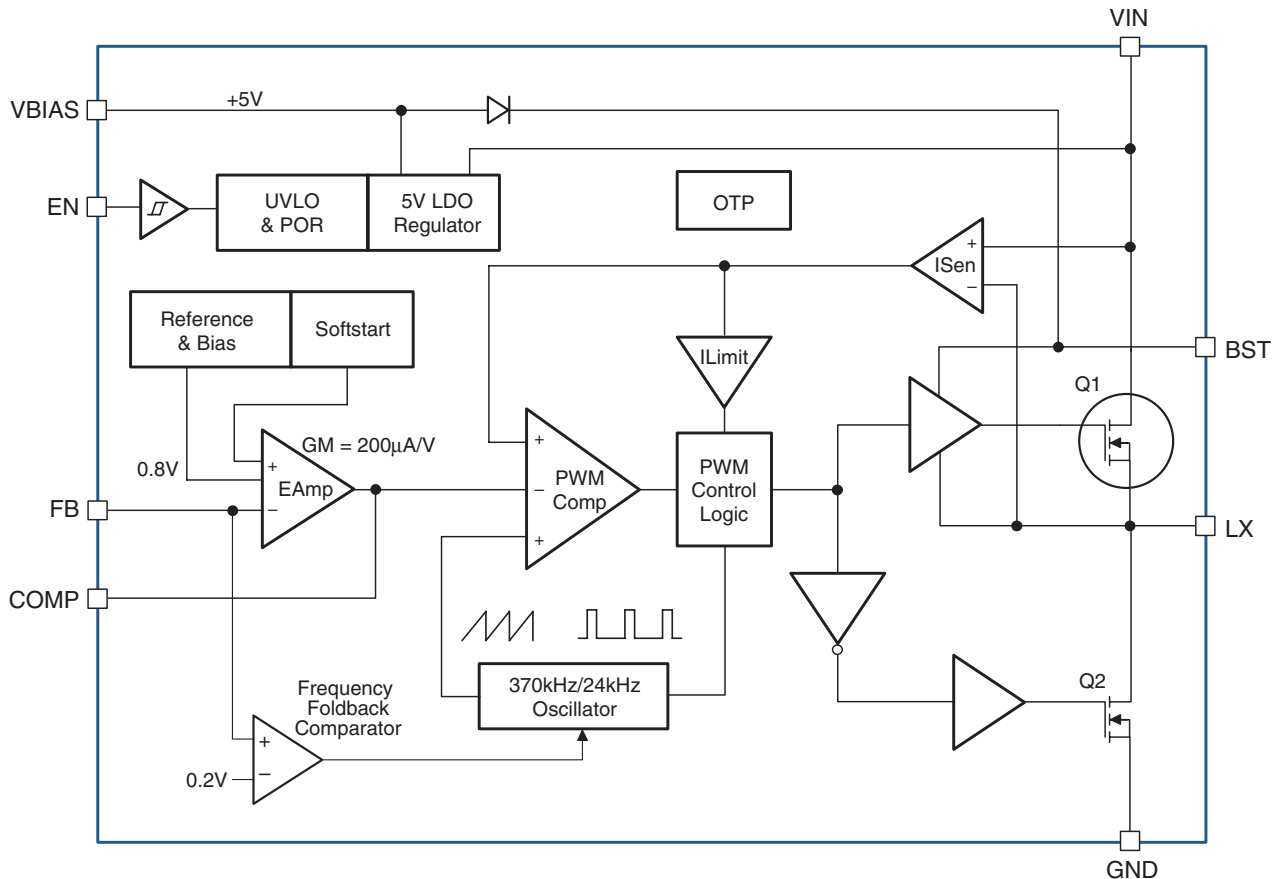 VIN
VBIAS
+5V
EN
UVLO
& POR
5V LDO
Regulator
OTP
+
ISen
−
Reference
& Bias
Softstart
ILimit
BST
Q1
GM = 200µA/V
0.8V
+
EAmp
−
+
PWM
Comp
−
+
PWM
Control
Logic
FB
LX
COMP
370kHz/24kHz
Oscillator
Frequency
Foldback
Comparator
Q2
+
−
0.2V
GND